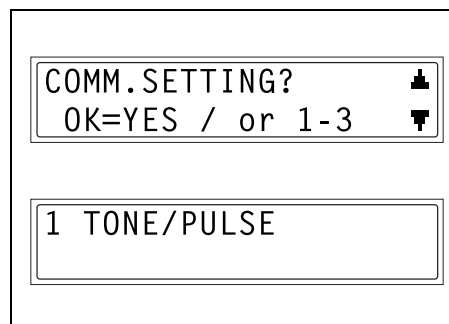 COMM.SETTING? ▲
OK=YES / or 1-3 ▼
1 TONE/PULSE